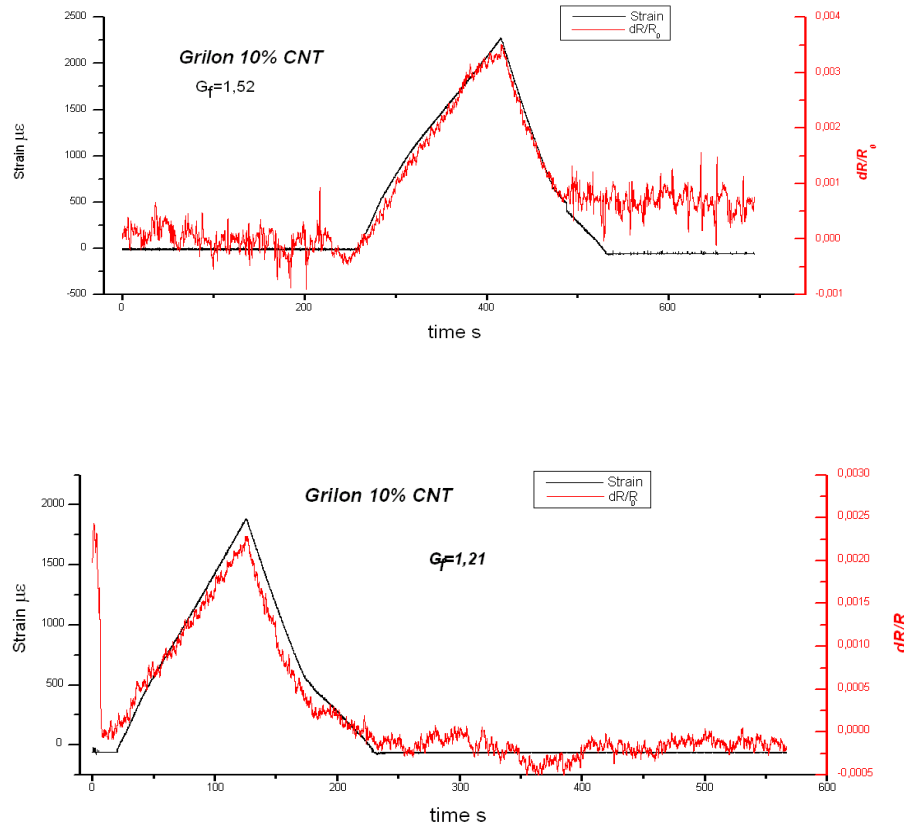 Strain
dR/R0
Grilon 10% CNT
Gf=1,52
2500
2000
1500
1000
500
0
-500
Strain με
0,004
0,003
0,002
0,001
0,000
-0,001
dR/R0
0
200
400
600
time s
Strain
dR/R
Grilon 10% CNT
Gf=1,21
2000
1500
1000
500
0
Strain με
0,0030
0,0025
0,0020
0,0015
0,0010
0,0005
0,0000
-0,0005
dR/R
0
100
200
300
400
500
600
time s